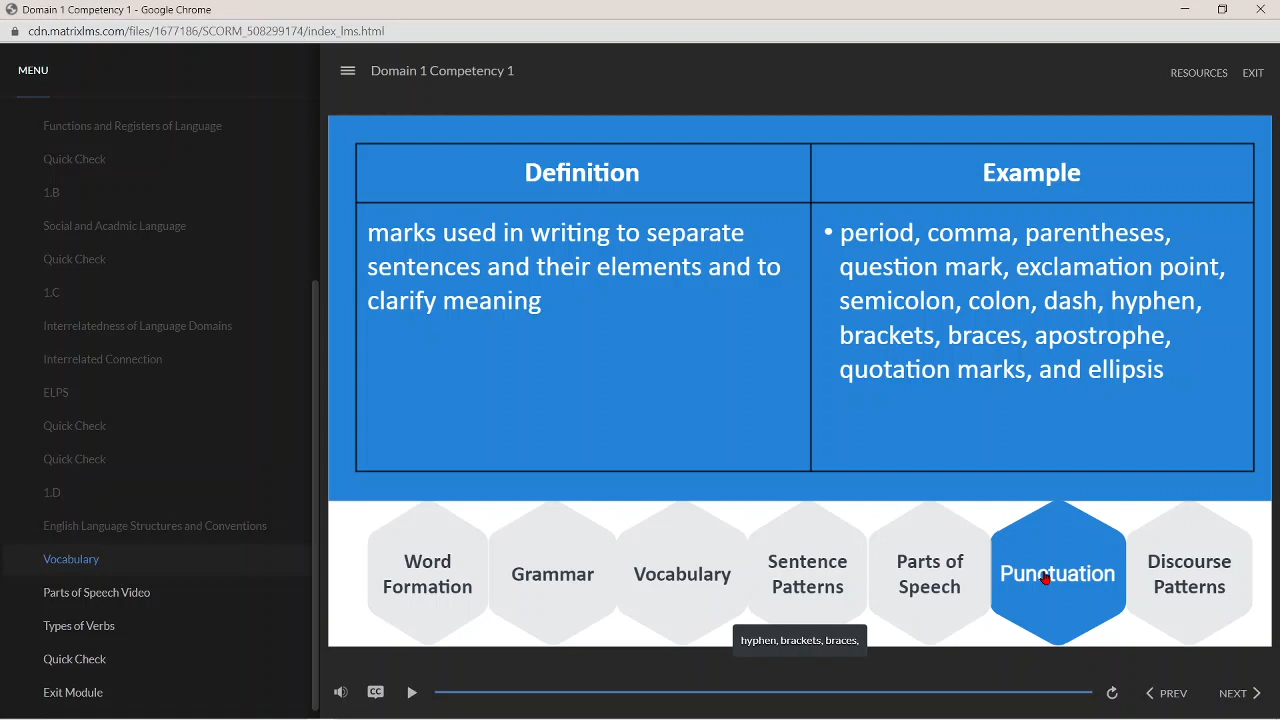 Domain 1 Competency 1 - Google Chrome
cdn.matrixlms.com/files/1677186/SCORM_508299174/index_lms.html
MENU
Domain 1 Competency 1
RESOURCES
EXIT
Functions and Registers of Language
Quick Check
1.B
Social and Acadmic Language
Quick Check
1.C
Interrelatedness of Language Domains
Interrelated Connection
ELPS
Quick Check
Quick Check
1.D
English Language Structures and Conventions
Vocabulary
Parts of Speech Video
Types of Verbs
Quick Check
Exit Module
Definition
Example
marks used in writing to separate
sentences and their elements and to
clarify meaning
• period, comma, parentheses,
question mark, exclamation point,
semicolon, colon, dash, hyphen,
brackets, braces, apostrophe,
quotation marks, and ellipsis
Word
Formation
Grammar
Vocabulary
Sentence
Patterns
Parts of
Speech
Punctuation
Discourse
Patterns
hyphen, brackets, braces,
CC
PREV
NEXT